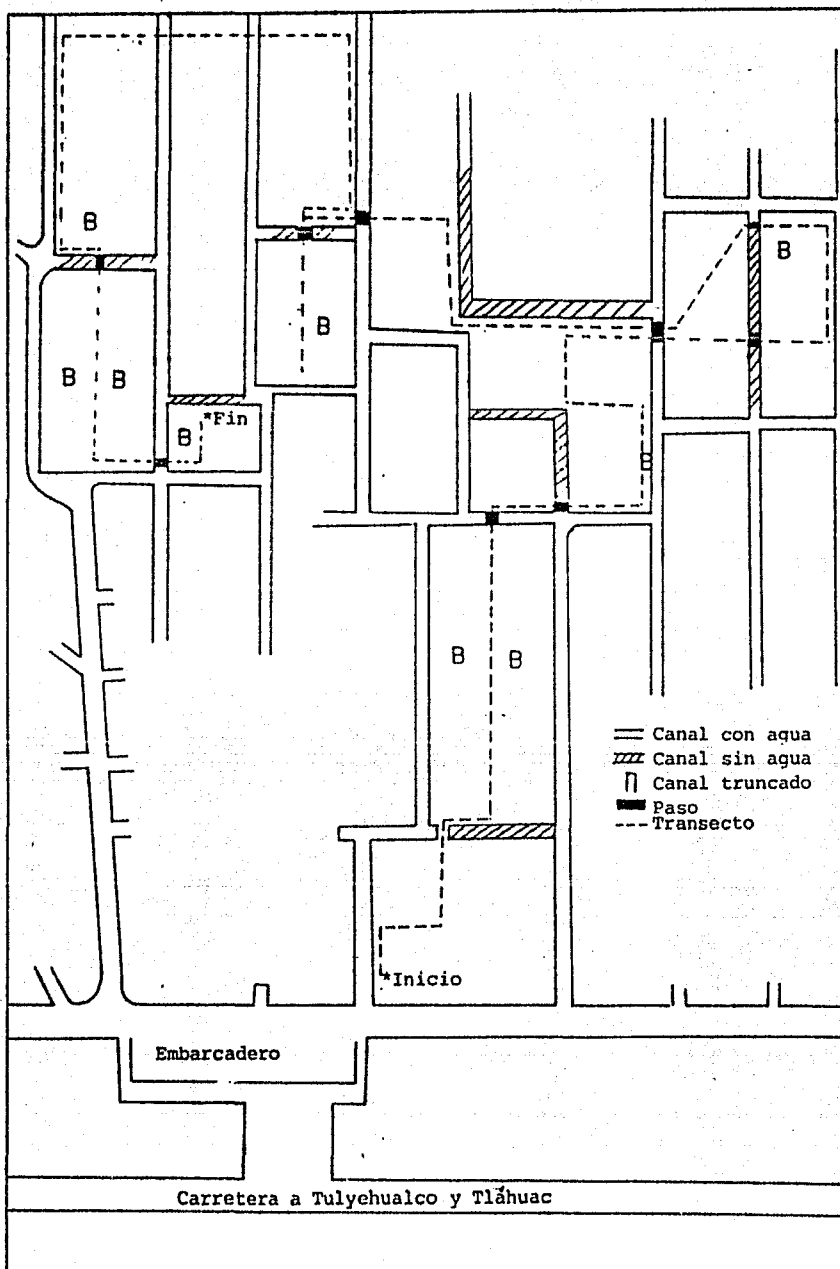 B
B
B
B
B
*Fin
B
B
B
B
Canal con agua
Canal sin agua
Canal truncado
Paso
Transecto
*Inicio
Embarcadero
Carretera a Tulyehualco y Tláhuac